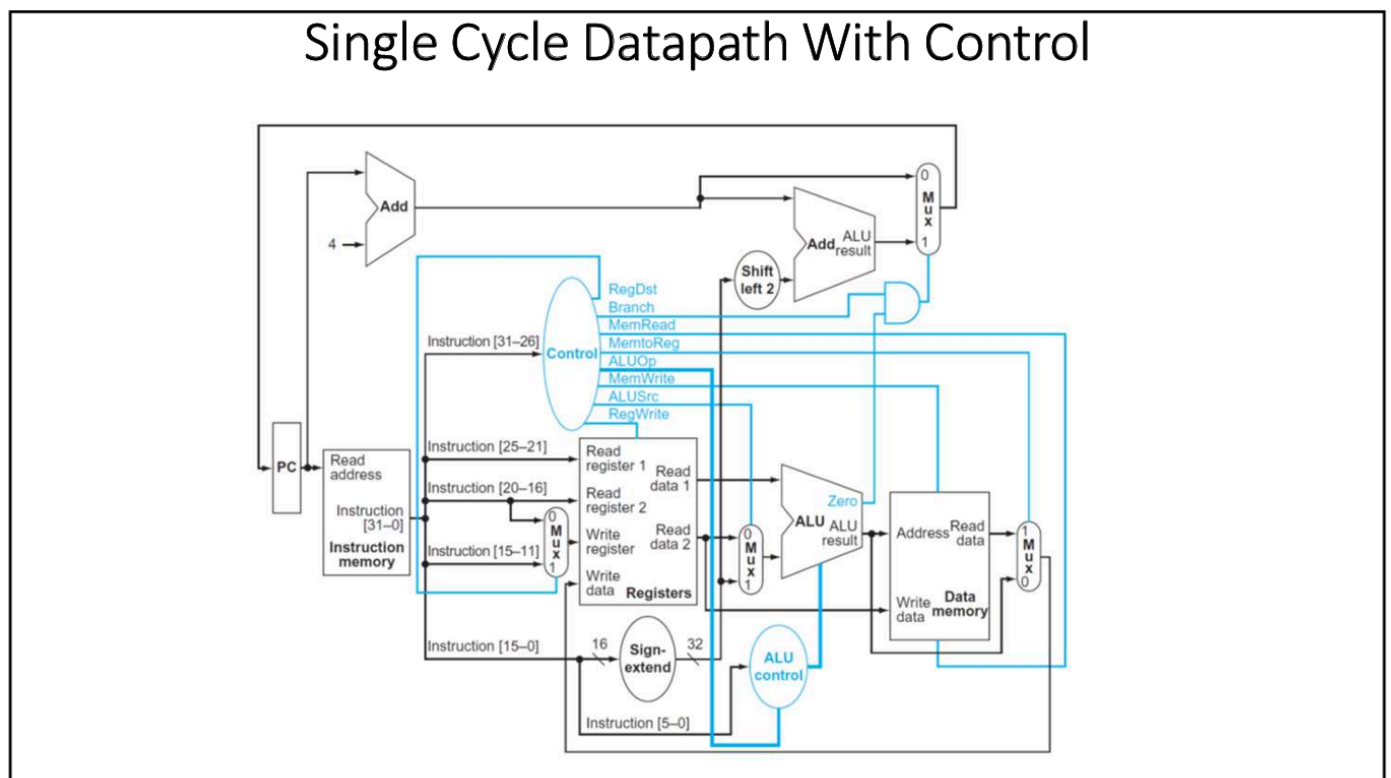 Single Cycle Datapath With Control
0
M
u
x
1
Add
4
Add ALU
result
Shift
left 2
RegDst
Branch
MemRead
MemtoReg
ALUOp
MemWrite
ALUSrc
RegWrite
Control
Instruction [31–26]
Instruction [25–21]
Instruction [20–16]
Instruction [15–11]
Instruction [15–0]
Instruction [5–0]
PC
Read
address
Instruction
[31–0]
Instruction
memory
0
M
u
x
1
Read
register 1
Read
register 2
Write
register
Write
data
Read
data 1
Read
data 2
Registers
16
Sign-
extend
32
0
M
u
x
1
Zero
ALU ALU
result
ALU
control
Address
Read
data
Write
data
Data
memory
1
M
u
x
0